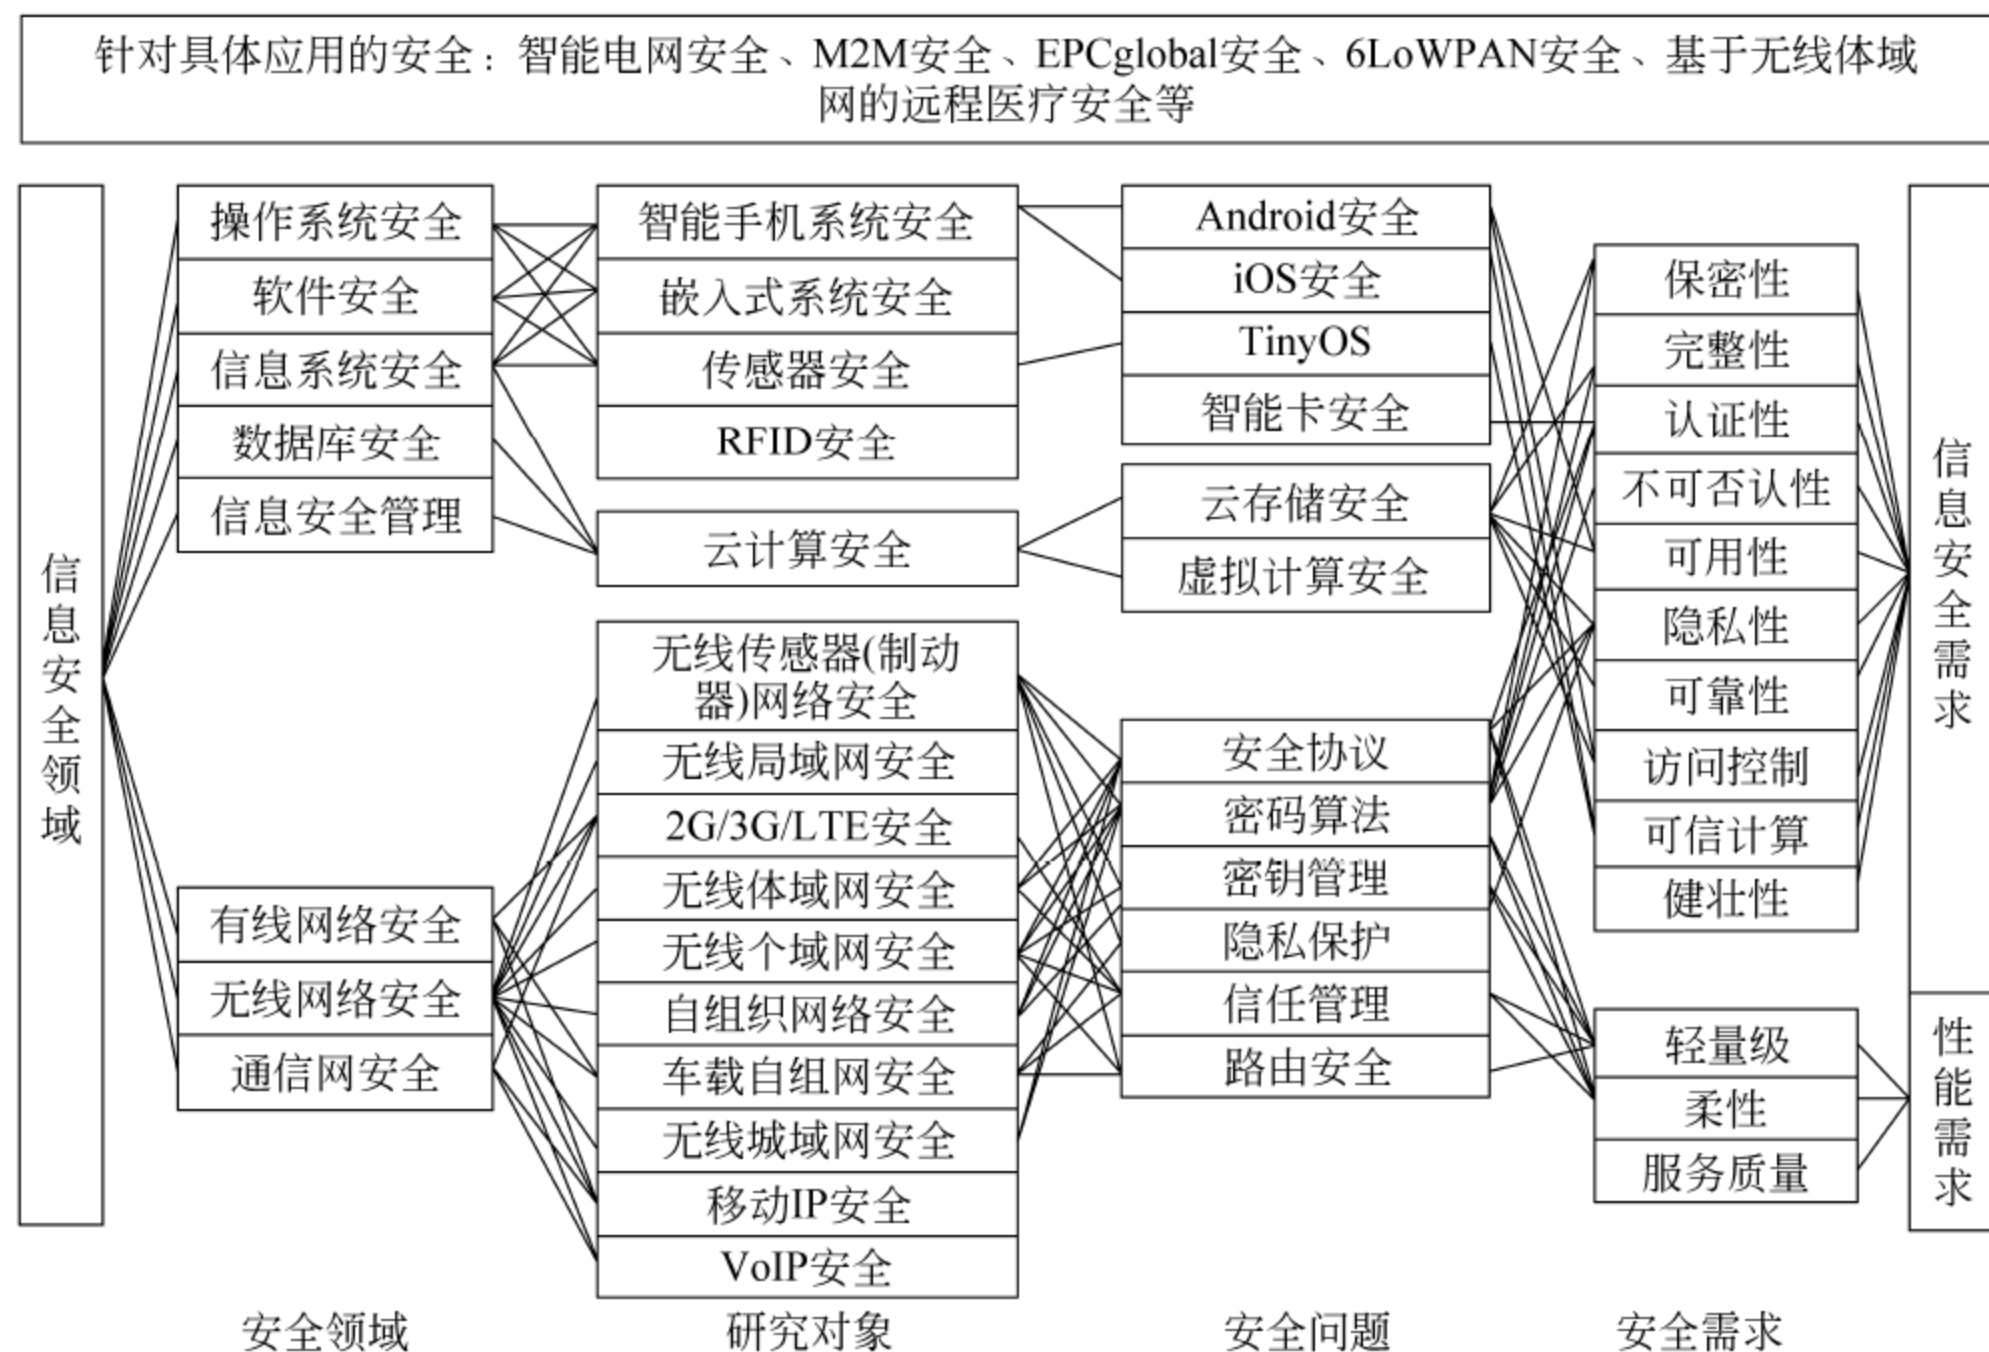 针对具体应用的安全：智能电网安全、M2M安全、EPCglobal安全、6LoWPAN安全、基于无线体域
网的远程医疗安全等
信息安全领域
操作系统安全
软件安全
信息系统安全
数据库安全
信息安全管理
有线网络安全
无线网络安全
通信网安全
安全领域
智能手机系统安全
嵌入式系统安全
传感器安全
RFID安全
云计算安全
无线传感器(制动
器)网络安全
无线局域网安全
2G/3G/LTE安全
无线体域网安全
无线个域网安全
自组织网络安全
车载自组网安全
无线城域网安全
移动IP安全
VoIP安全
研究对象
Android安全
iOS安全
TinyOS
智能卡安全
云存储安全
虚拟计算安全
安全协议
密码算法
密钥管理
隐私保护
信任管理
路由安全
安全问题
保密性
完整性
认证性
不可否认性
可用性
隐私性
可靠性
访问控制
可信计算
健壮性
轻量级
柔性
服务质量
安全需求
信息安全需求
性能需求